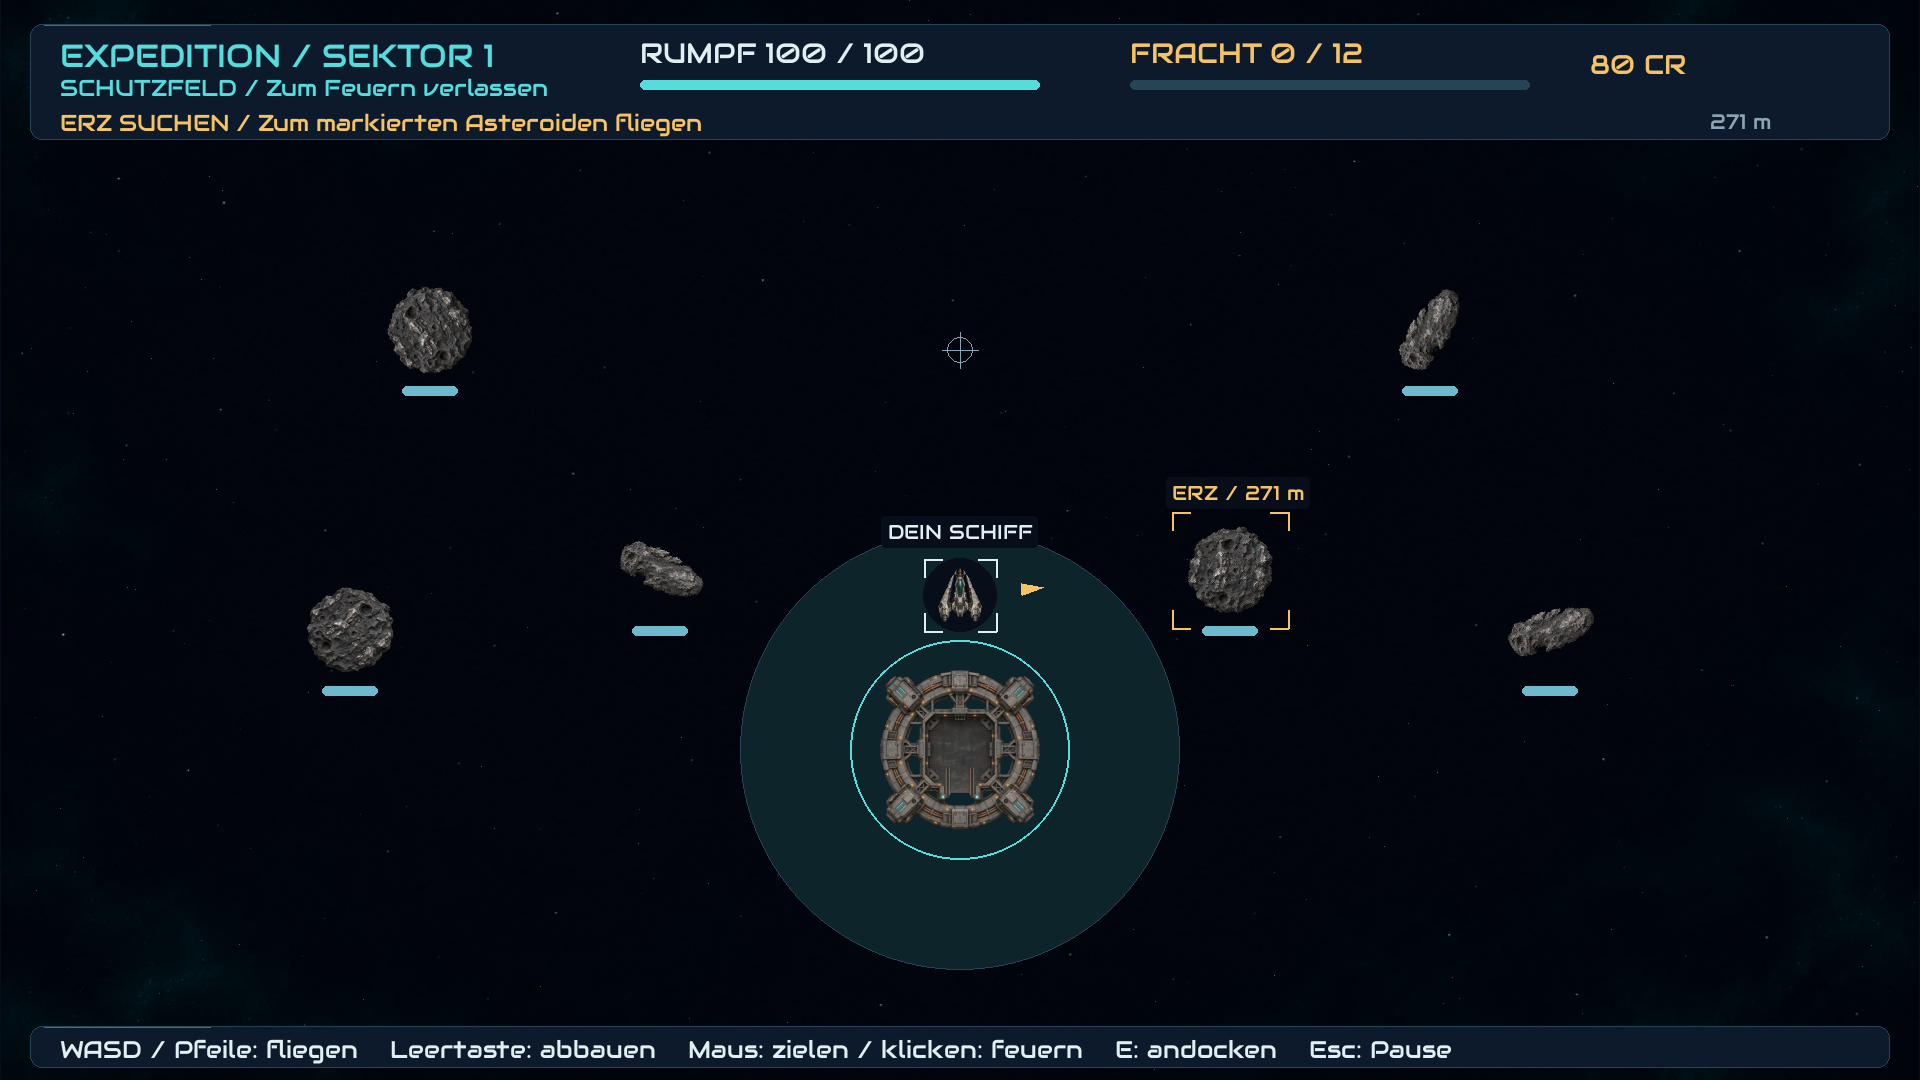 EXPEDITION / SEKTOR 1
SCHUTZFELD / Zum Feuern verlassen
ERZ SUCHEN / Zum markierten Asteroiden fliegen
RUMPF 100 / 100
FRACHT 0 / 12
80 CR
271 m
ERZ / 271 m
DEIN SCHIFF
WASD / Pfeile: fliegen Leertaste: abbauen Maus: zielen / klicken: feuern E: andocken Esc: Pause